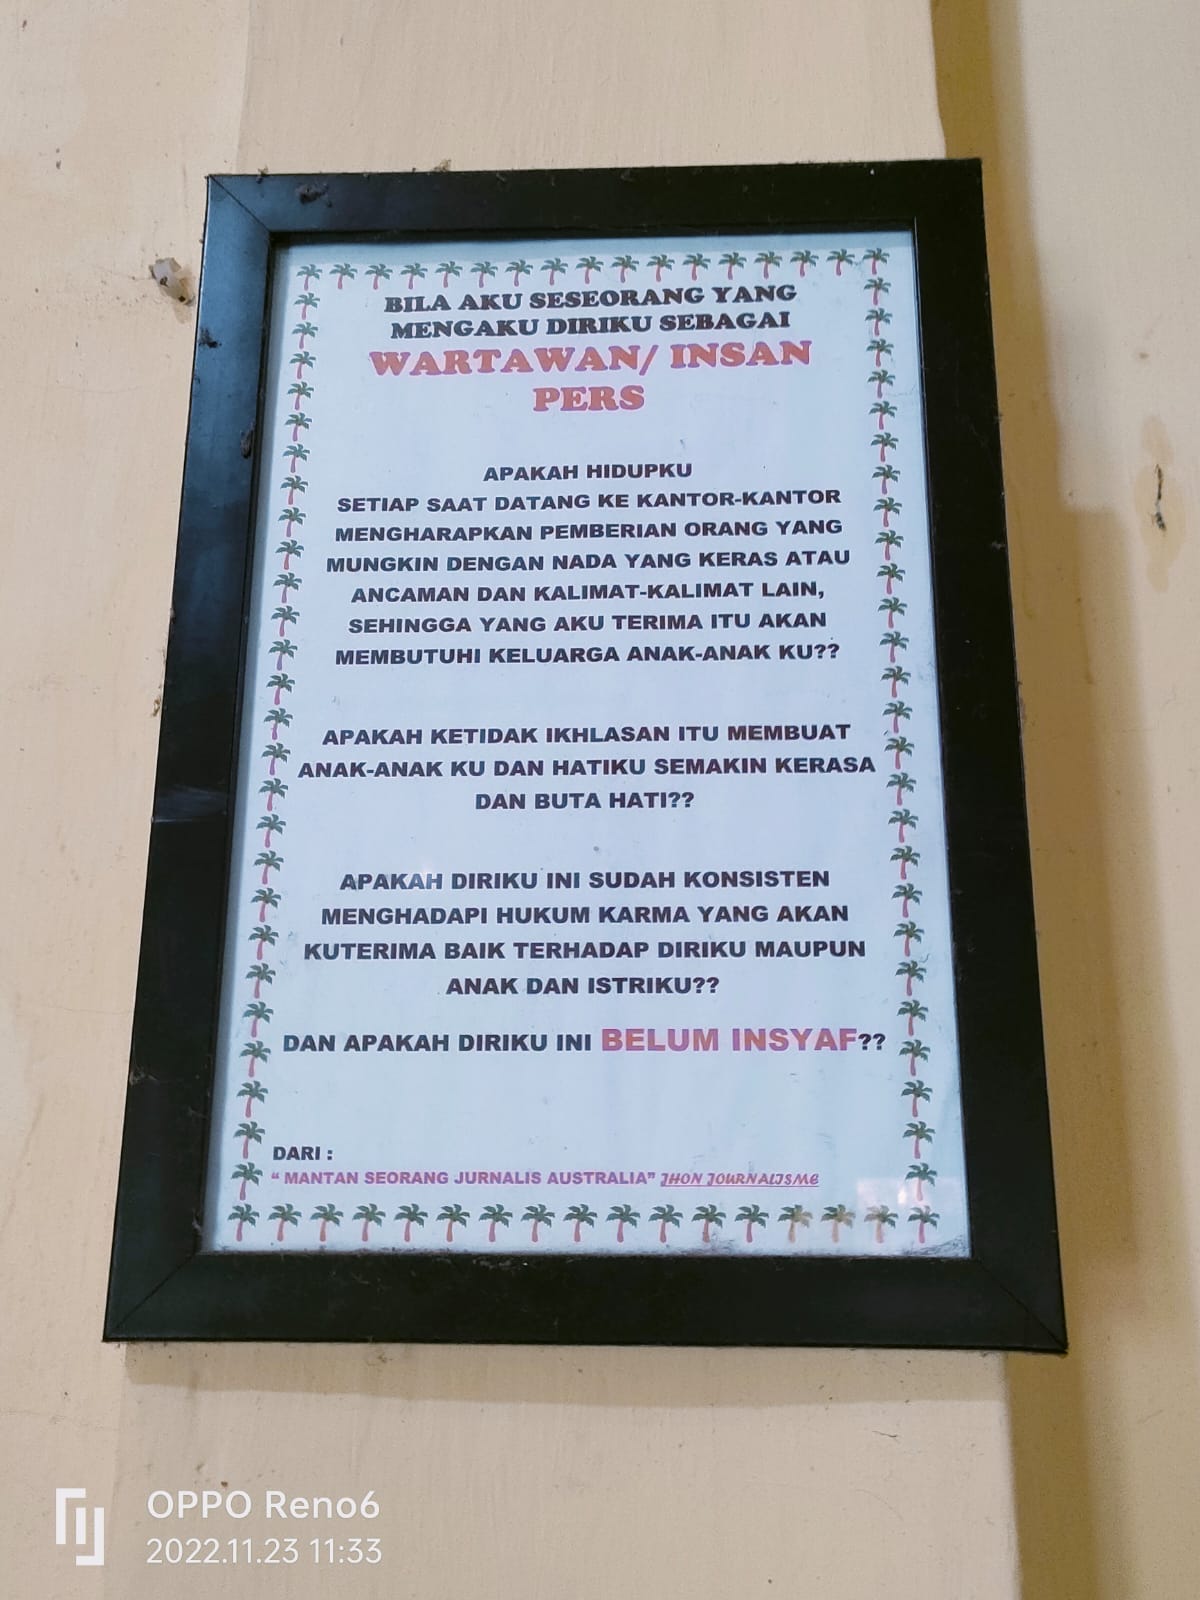 BILA AKU SESEORANG YANG
MENGAKU DIRIKU SEBAGAI
WARTAWAN/ INSAN
PERS
APAKAH HIDUPKU
SETIAP SAAT DATANG KE KANTOR-KANTOR
MENGHARAPKAN PEMBERIAN ORANG YANG
MUNGKIN DENGAN NADA YANG KERAS ATAU
ANCAMAN DAN KALIMAT-KALIMAT LAIN,
SEHINGGA YANG AKU TERIMA ITU AKAN
MEMBUTUHI KELUARGA ANAK-ANAK KU??
APAKAH KETIDAK IKHLASAN ITU MEMBUAT
ANAK-ANAK KU DAN HATIKU SEMAKIN KERASA
DAN BUTA HATI??
APAKAH DIRIKU INI SUDAH KONSISTEN
MENGHADAPI HUKUM KARMA YANG AKAN
KUTERIMA BAIK TERHADAP DIRIKU MAUPUN
ANAK DAN ISTRIKU??
DAN APAKAH DIRIKU INI BELUM INSYAF??
DARI :
“ MANTAN SEORANG JURNALIS AUSTRALIA” JHON JOURNALISME
OPPO Reno6
2022.11.23 11:33